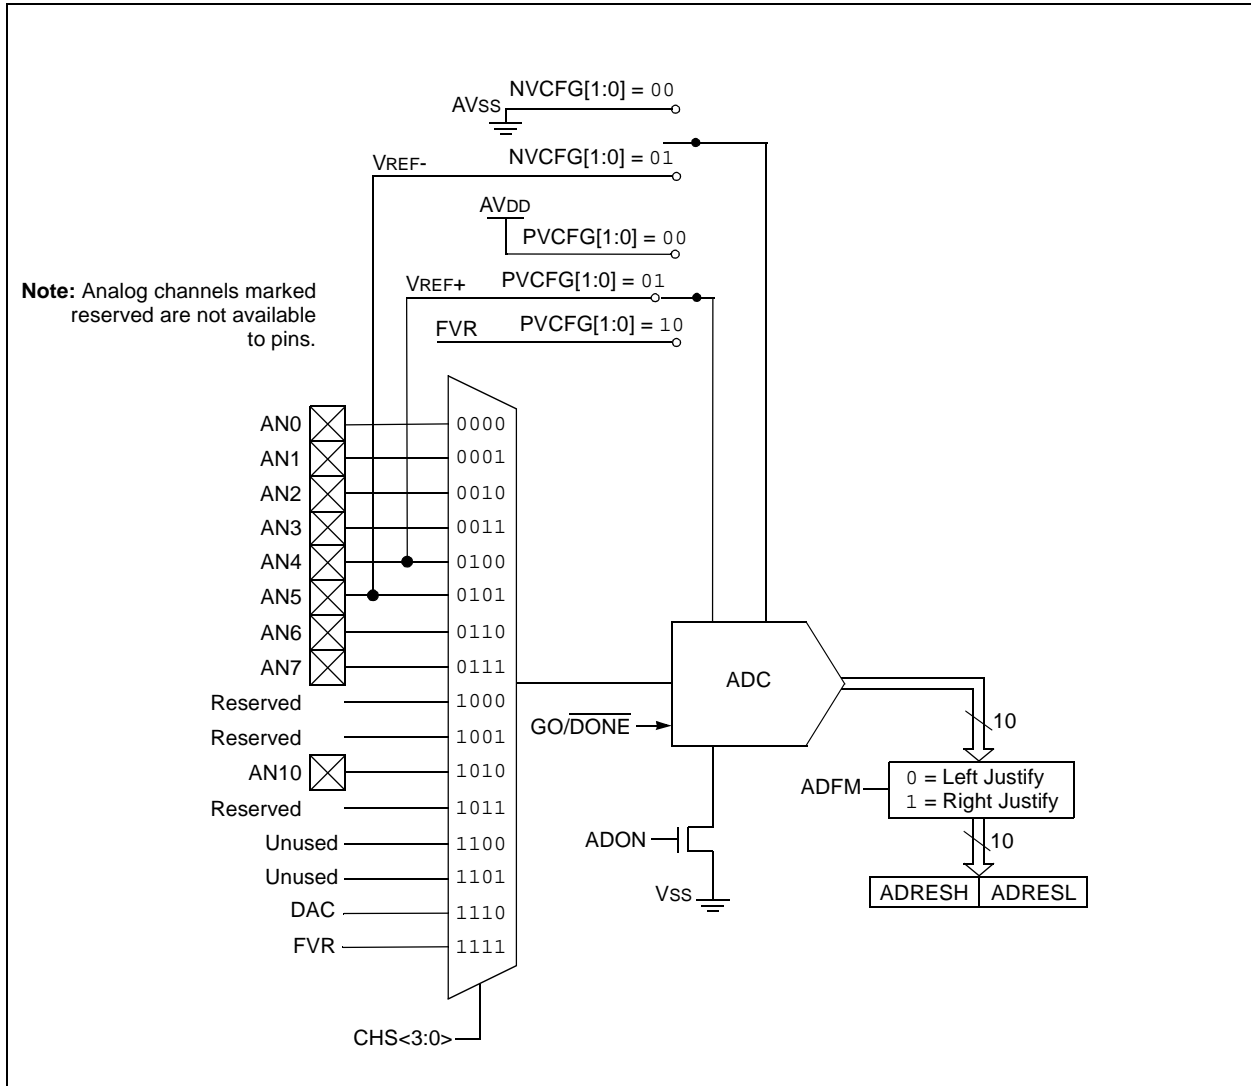 NVCFG[1:0] = 00
AVSS
NVCFG[1:0] = 01
VREF-
AVDD
PVCFG[1:0] = 00
VREF+
PVCFG[1:0] = 01
FVR
PVCFG[1:0] = 10
Note: Analog channels marked
reserved are not available
to pins.
AN0
0000
AN1
0001
AN2
0010
AN3
0011
AN4
0100
AN5
0101
AN6
0110
AN7
0111
Reserved
1000
Reserved
1001
AN10
1010
Reserved
1011
Unused
1100
Unused
1101
DAC
1110
FVR
1111
CHS<3:0>
ADC
GO/DONE
ADON
VSS
10
ADFM
0 = Left Justify
1 = Right Justify
10
ADRESH
ADRESL